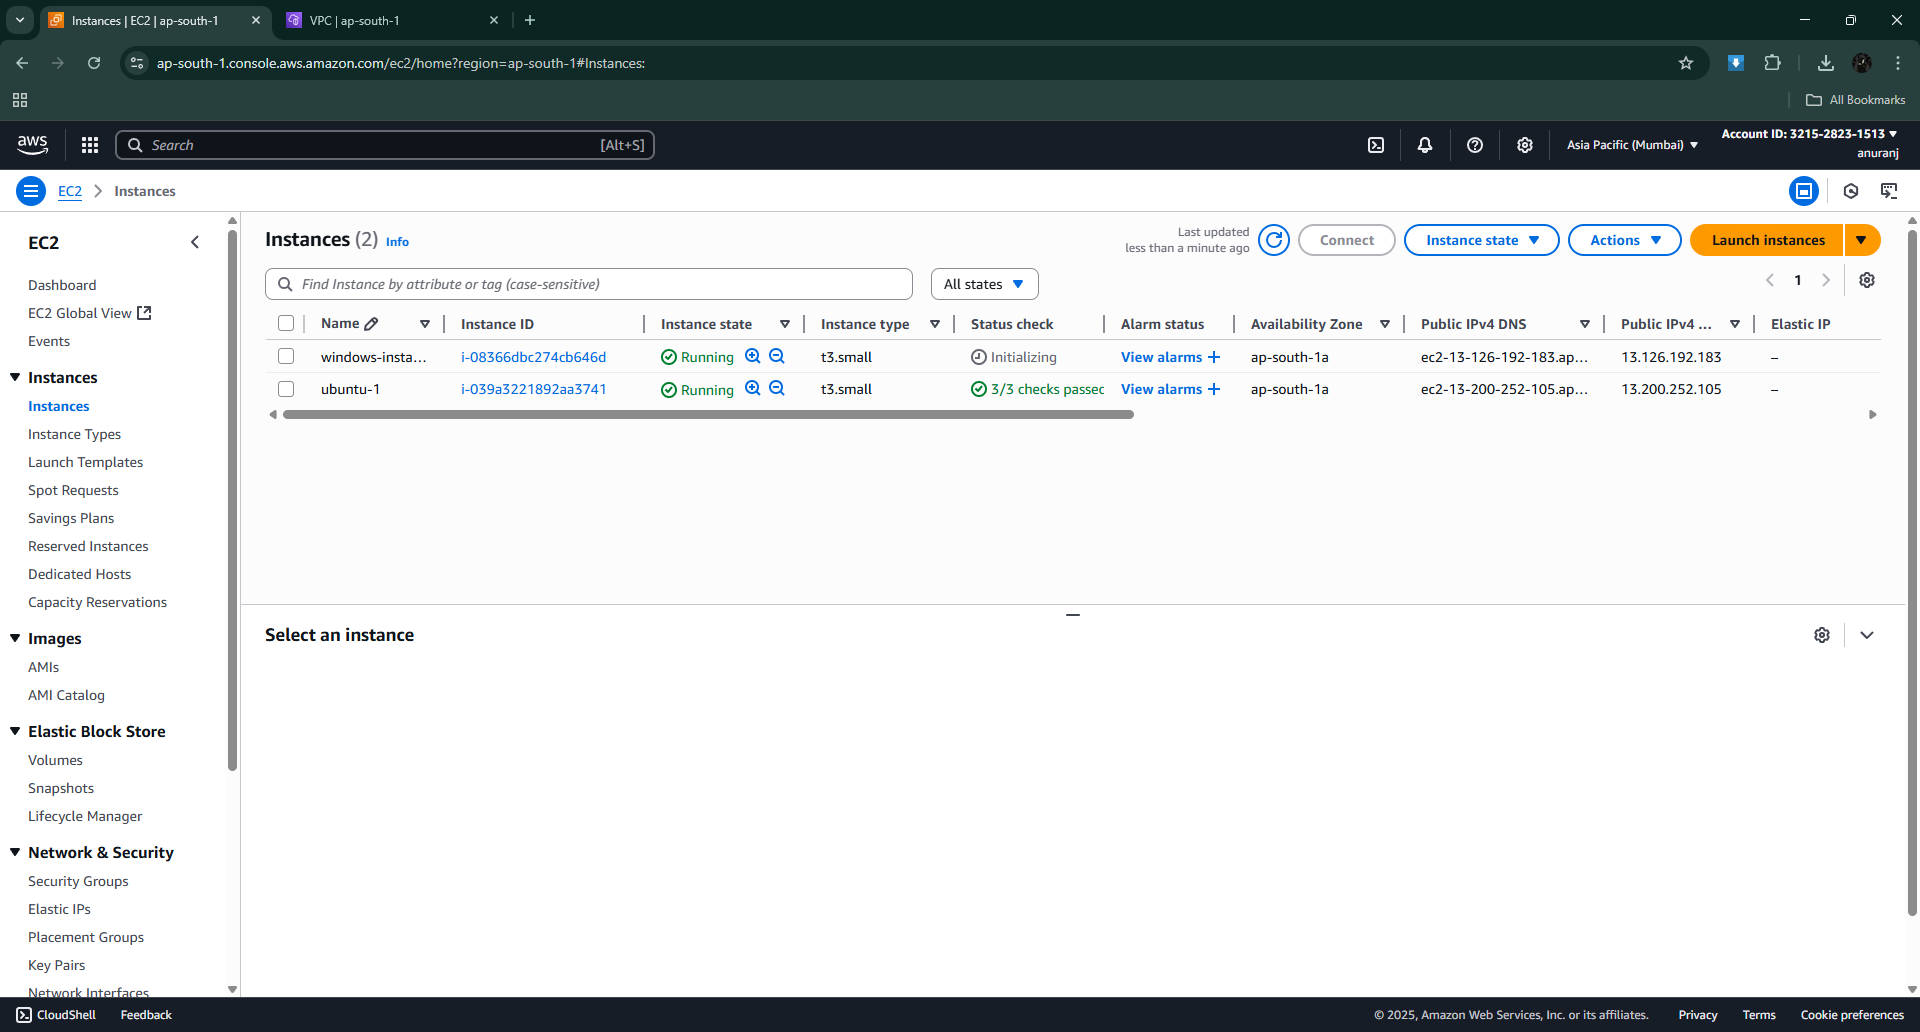 Instances | EC2 | ap-south-1
VPC | ap-south-1
ap-south-1.console.aws.amazon.com/ec2/home?region=ap-south-1#Instances:
All Bookmarks
aws
Search
[Alt+S]
Asia Pacific (Mumbai)
Account ID: 3215-2823-1513
anuranj
EC2
Instances
EC2
Dashboard
EC2 Global View
Events
Instances
Instances
Instance Types
Launch Templates
Spot Requests
Savings Plans
Reserved Instances
Dedicated Hosts
Capacity Reservations
Images
AMIs
AMI Catalog
Elastic Block Store
Volumes
Snapshots
Lifecycle Manager
Network & Security
Security Groups
Elastic IPs
Placement Groups
Key Pairs
Network Interfaces
Instances (2) Info
Last updated
less than a minute ago
Connect
Instance state
Actions
Launch instances
Find Instance by attribute or tag (case-sensitive)
All states
1
Name Instance ID Instance state Instance type Status check Alarm status Availability Zone Public IPv4 DNS Public IPv4 ... Elastic IP
windows-insta... i-08366dbc274cb646d Running t3.small Initializing View alarms + ap-south-1a ec2-13-126-192-183.ap... 13.126.192.183 –
ubuntu-1 i-039a3221892aa3741 Running t3.small 3/3 checks passec View alarms + ap-south-1a ec2-13-200-252-105.ap... 13.200.252.105 –
Select an instance
CloudShell
Feedback
© 2025, Amazon Web Services, Inc. or its affiliates.
Privacy
Terms
Cookie preferences